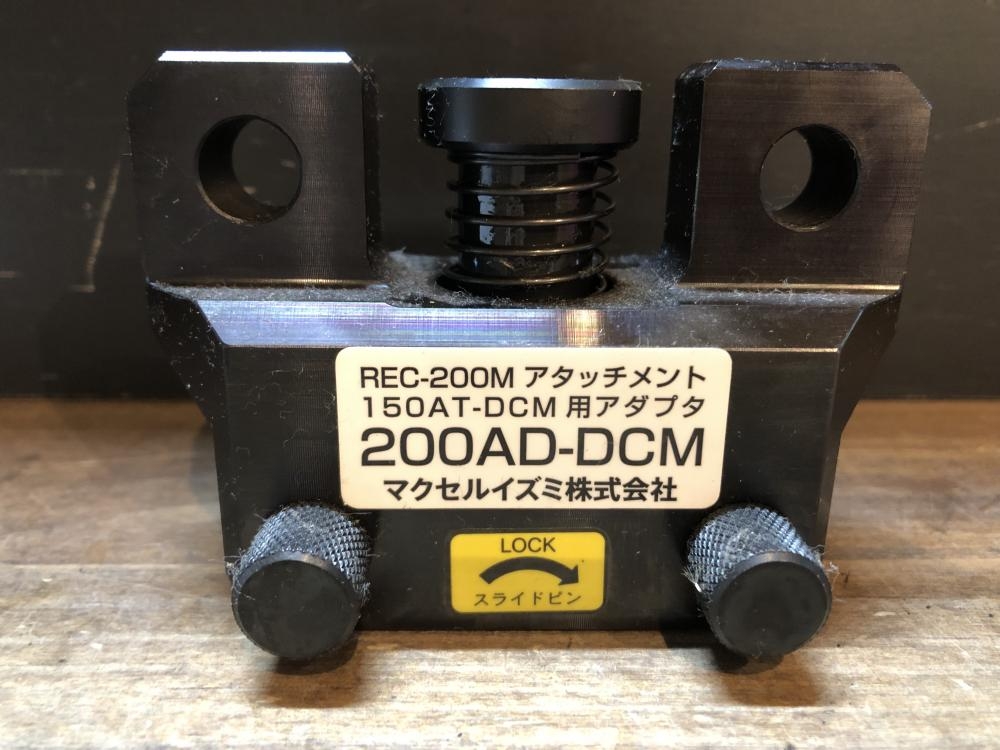 REC-200M アタッチメント
150AT-DCM 用アダプタ
200AD-DCM
マクセルイズミ株式会社
LOCK
スライドピン